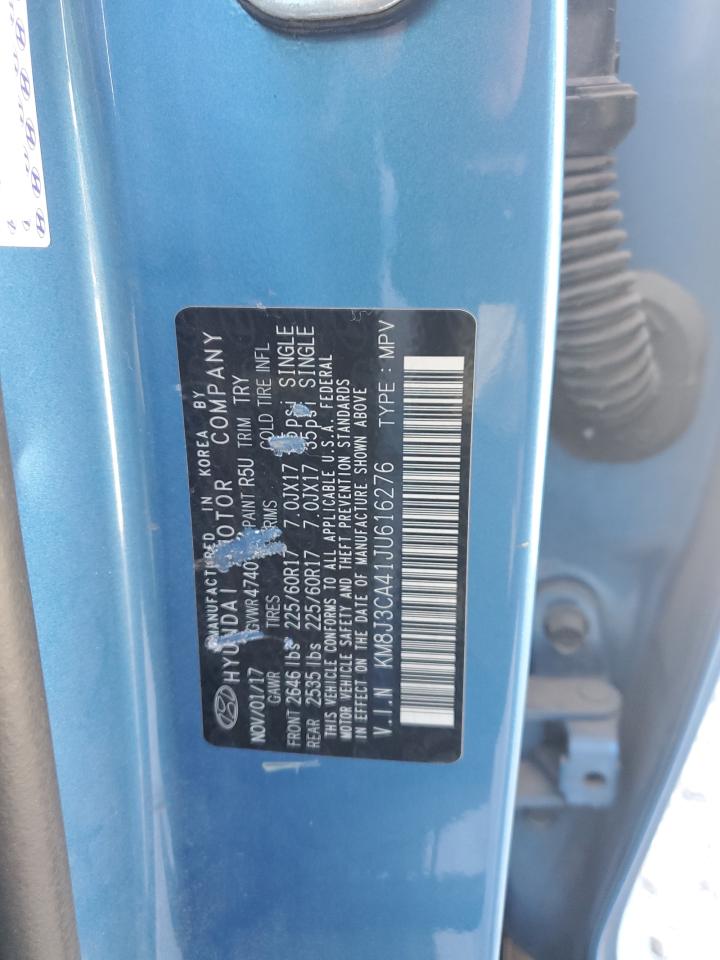 MANUFACTURED IN KOREA BY
HYUNDAI MOTOR COMPANY
NOV/01/17 GVWR 4740 PAINT R5U TRIM TRY
GAWR TIRES RIMS COLD TIRE INFL
FRONT 2646 lbs 225/60R17 7.0JX17 psi SINGLE
REAR 2535 lbs 225/60R17 7.0JX17 35psi SINGLE
THIS VEHICLE CONFORMS TO ALL APPLICABLE U.S.A. FEDERAL
MOTOR VEHICLE SAFETY AND THEFT PREVENTION STANDARDS
IN EFFECT ON THE DATE OF MANUFACTURE SHOWN ABOVE
V.I.N KM8J3CA41JU616276 TYPE : MPV